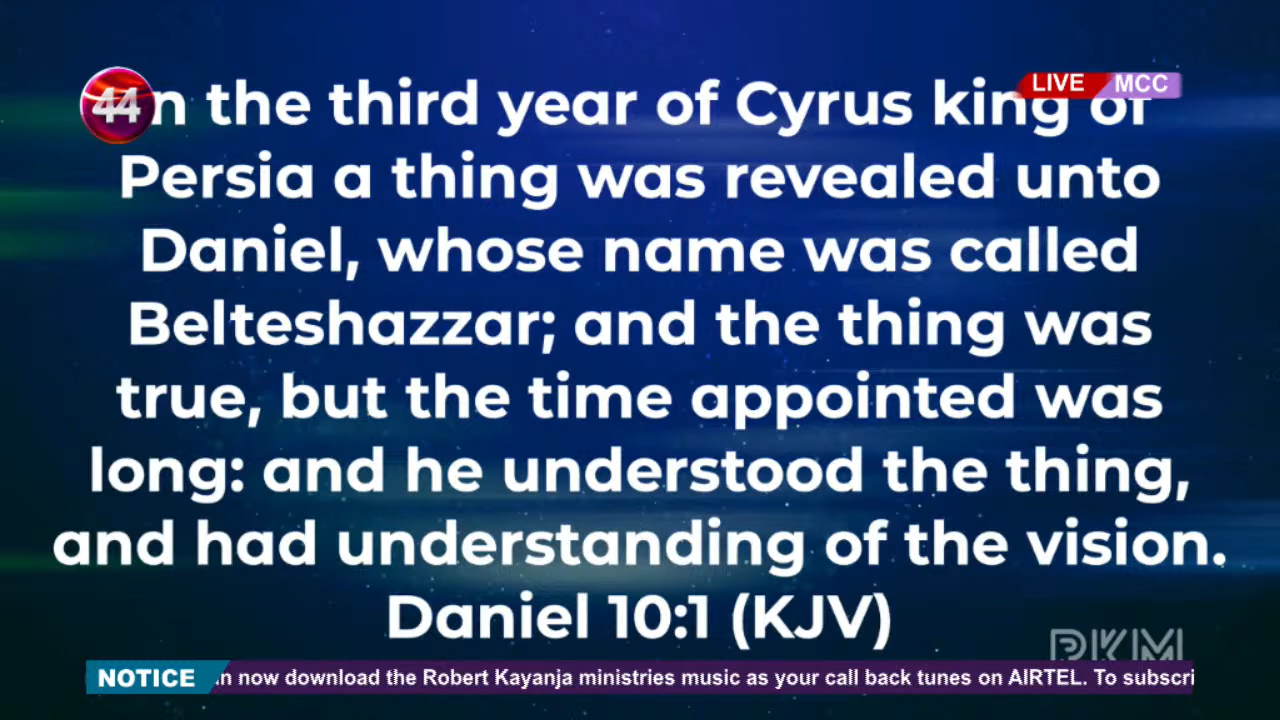 44
LIVE MCC
n the third year of Cyrus king of
Persia a thing was revealed unto
Daniel, whose name was called
Belteshazzar; and the thing was
true, but the time appointed was
long: and he understood the thing,
and had understanding of the vision.
Daniel 10:1 (KJV)
RKM
NOTICE n now download the Robert Kayanja ministries music as your call back tunes on AIRTEL. To subscri